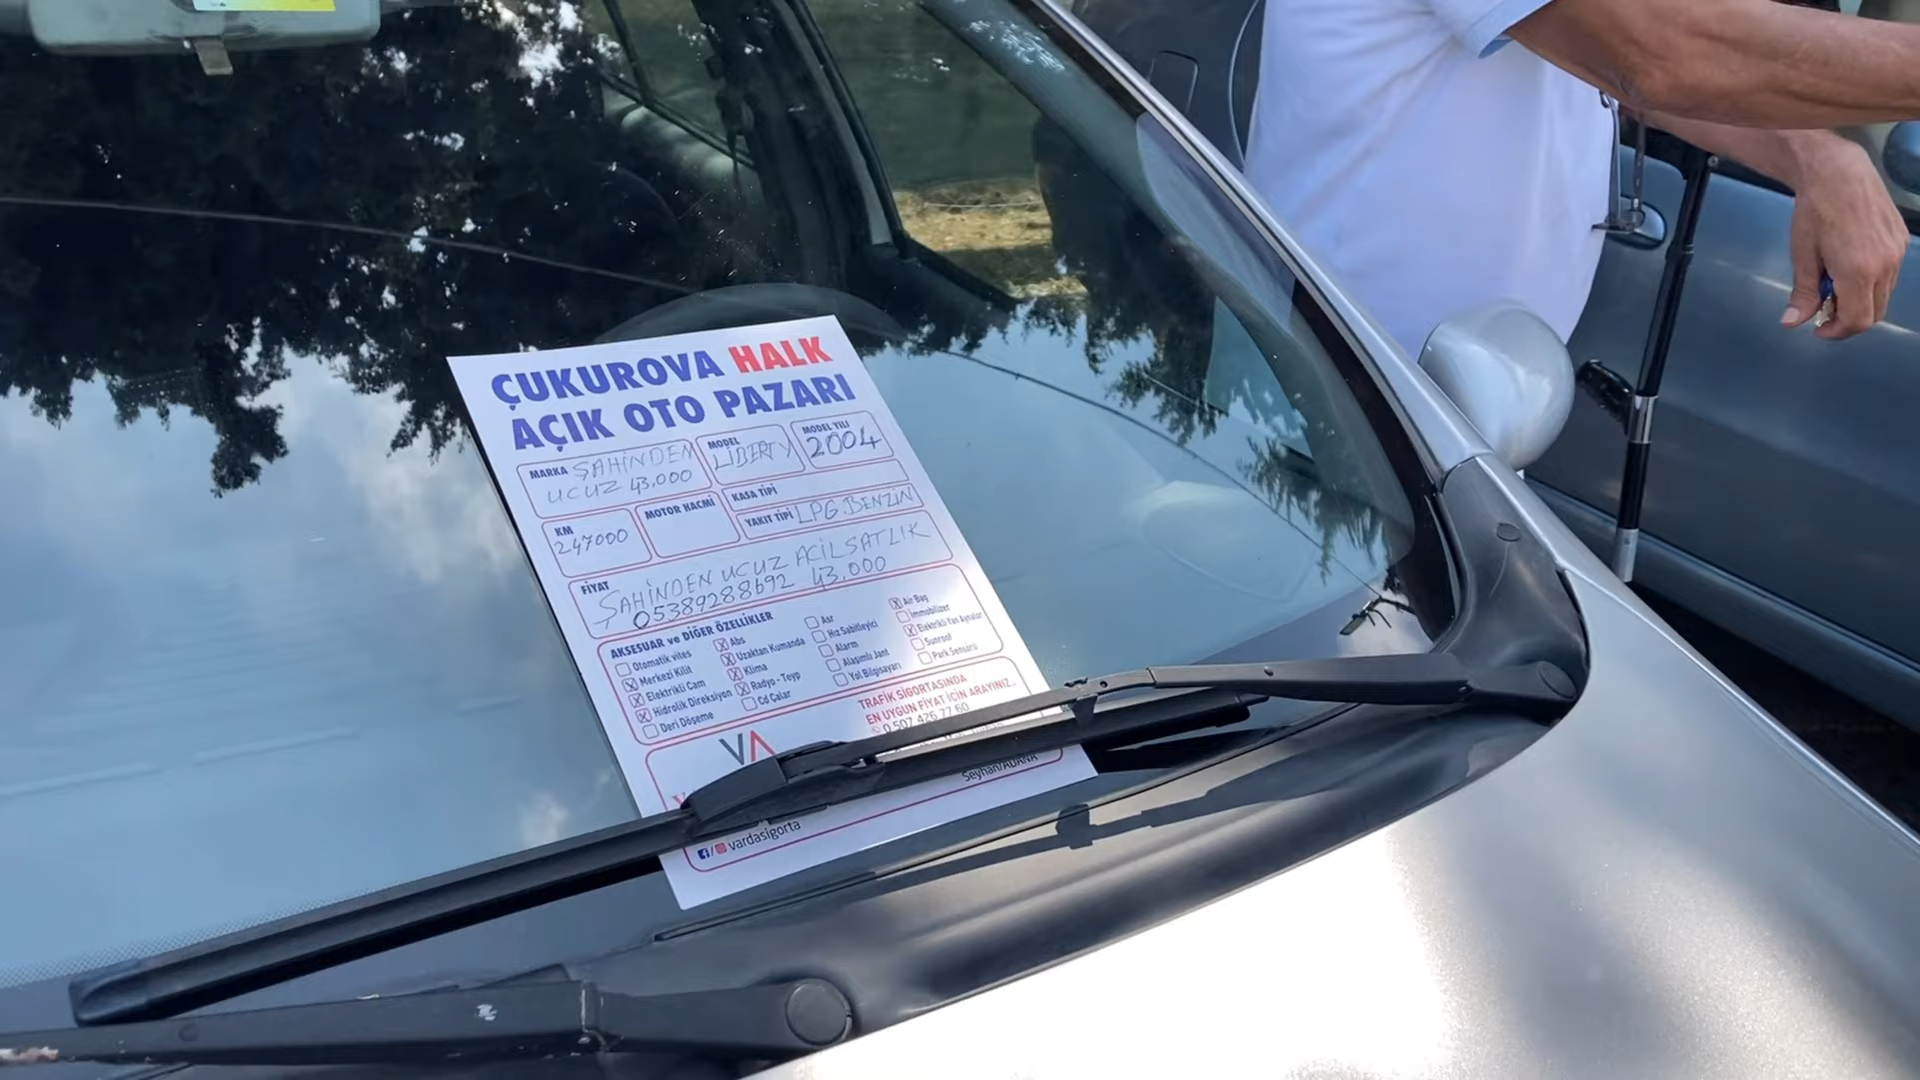 ÇUKUROVA HALK
AÇIK OTO PAZARI
MARKA ŞAHİNDEN
UCUZ 43.000
MODEL
LİBERTY
MODEL YILI
2004
KM
247000
MOTOR HACMİ
KASA TİPİ
YAKIT TİPİ LPG.BENZİN
FİYAT
ŞAHİNDEN UCUZ ACİLSATLIK
05389288692 43.000
AKSESUAR ve DİĞER ÖZELLİKLER
Otomatik vites
Merkezi Kilit
Elektrikli Cam
Hidrolik Direksiyon
Deri Döşeme
Abs
Uzaktan Kumanda
Klima
Radyo - Teyp
Cd Çalar
Asr
Hız Sabitleyici
Alarm
Alaşımlı Jant
Yol Bilgisayarı
Air Bag
İmmobilizer
Elektrikli Yan Aynalar
Sunroof
Park Sensörü
TRAFİK SİGORTASINDA
EN UYGUN FİYAT İÇİN ARAYINIZ..
0 507 426 77 60
VA
Seyhan/ADANA
f/ vardasigorta